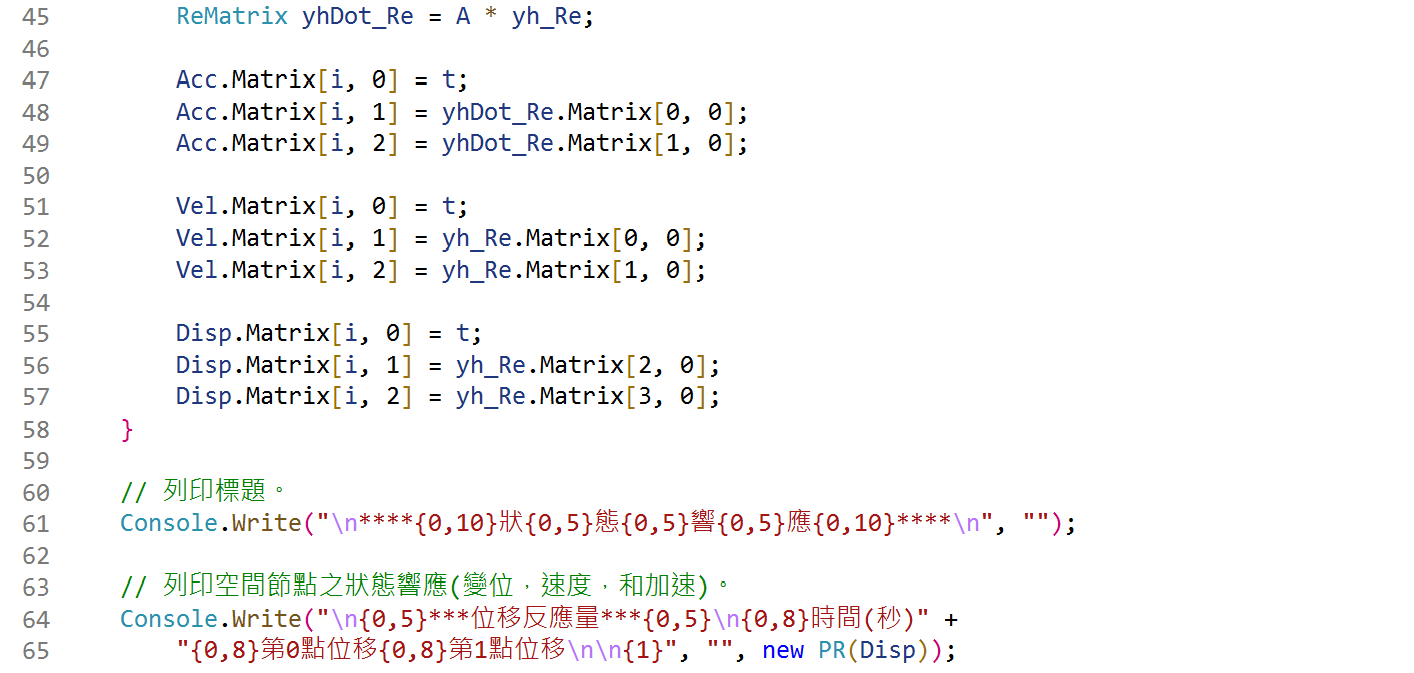 45         ReMatrix yhDot_Re = A * yh_Re;
46
47         Acc.Matrix[i, 0] = t;
48         Acc.Matrix[i, 1] = yhDot_Re.Matrix[0, 0];
49         Acc.Matrix[i, 2] = yhDot_Re.Matrix[1, 0];
50
51         Vel.Matrix[i, 0] = t;
52         Vel.Matrix[i, 1] = yh_Re.Matrix[0, 0];
53         Vel.Matrix[i, 2] = yh_Re.Matrix[1, 0];
54
55         Disp.Matrix[i, 0] = t;
56         Disp.Matrix[i, 1] = yh_Re.Matrix[2, 0];
57         Disp.Matrix[i, 2] = yh_Re.Matrix[3, 0];
58     }
59
60     // 列印標題。
61     Console.Write("\n****{0,10}狀{0,5}態{0,5}響{0,5}應{0,10}****\n", "");
62
63     // 列印空間節點之狀態響應(變位，速度，和加速)。
64     Console.Write("\n{0,5}***位移反應量***{0,5}\n{0,8}時間(秒)" +
65         "{0,8}第0點位移{0,8}第1點位移\n\n{1}", "", new PR(Disp));